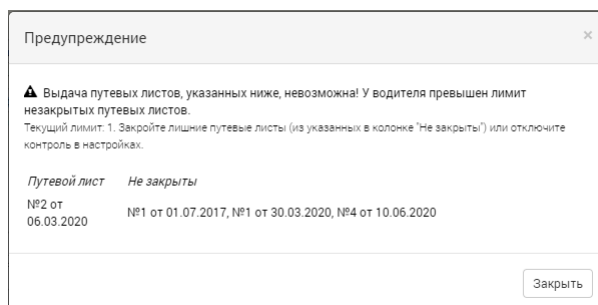 Предупреждение
×
Выдача путевых листов, указанных ниже, невозможна! У водителя превышен лимит
незакрытых путевых листов.
Текущий лимит: 1. Закройте лишние путевые листы (из указанных в колонке "Не закрыты") или отключите
контроль в настройках.
Путевой лист Не закрыты
№2 от
06.03.2020
№1 от 01.07.2017, №1 от 30.03.2020, №4 от 10.06.2020
Закрыть